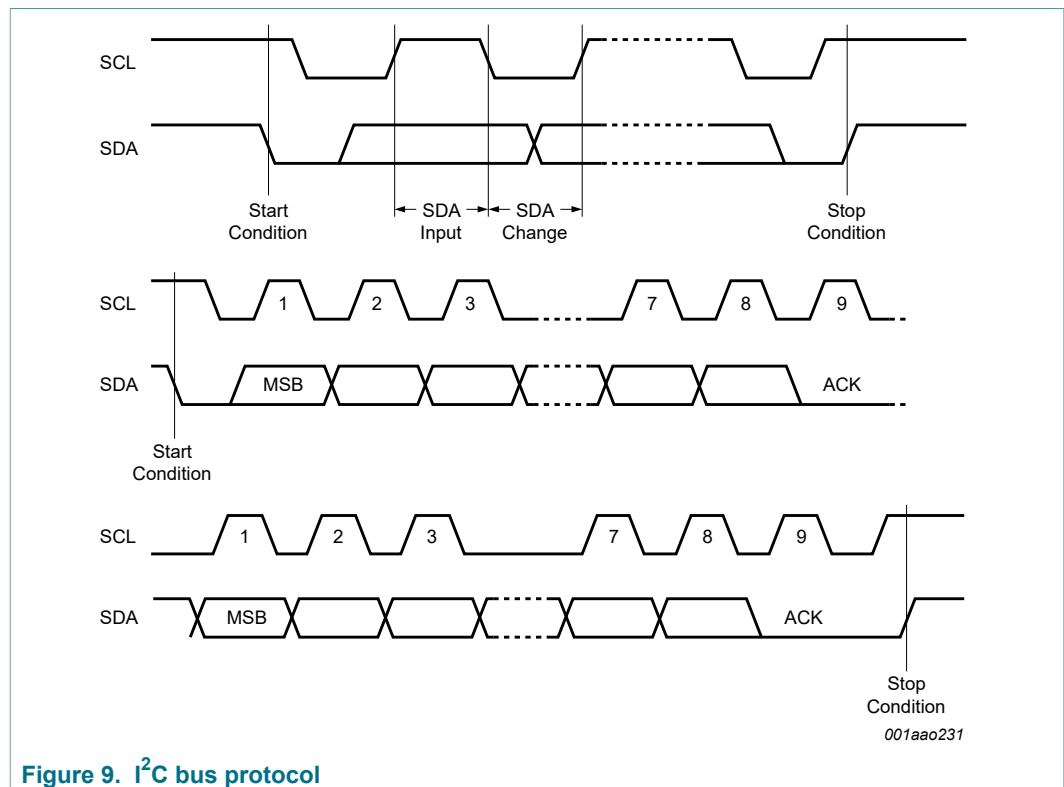 SCL
SDA
Start
Condition
SDA
Input
SDA
Change
Stop
Condition
SCL
1 2 3 7 8 9
SDA
MSB ACK
Start
Condition
SCL
1 2 3 7 8 9
SDA
MSB ACK
Stop
Condition
001aao231
Figure 9. I²C bus protocol